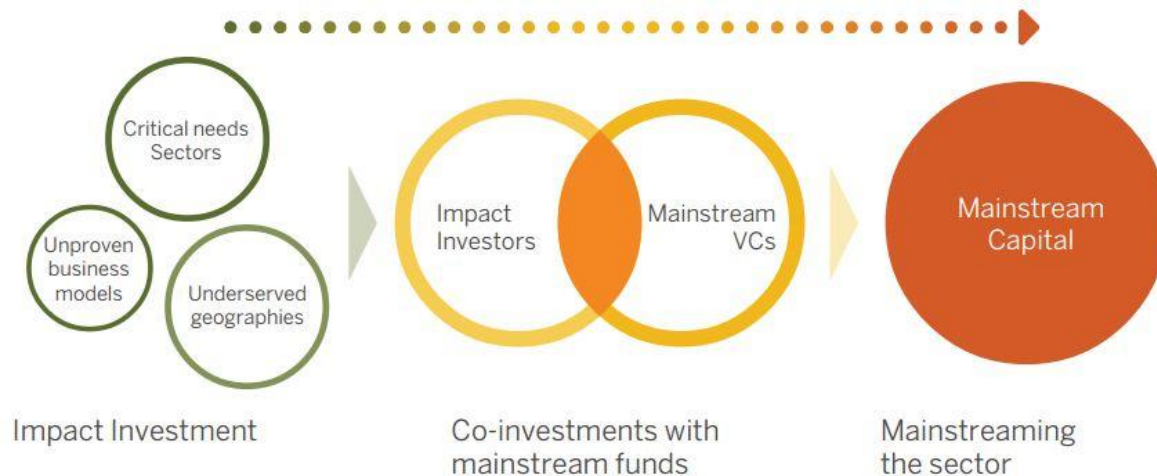 Critical needs
Sectors
Unproven
business
models
Underserved
geographies
Impact
Investors
Mainstream
VCs
Mainstream
Capital
Impact Investment
Co-investments with
mainstream funds
Mainstreaming
the sector